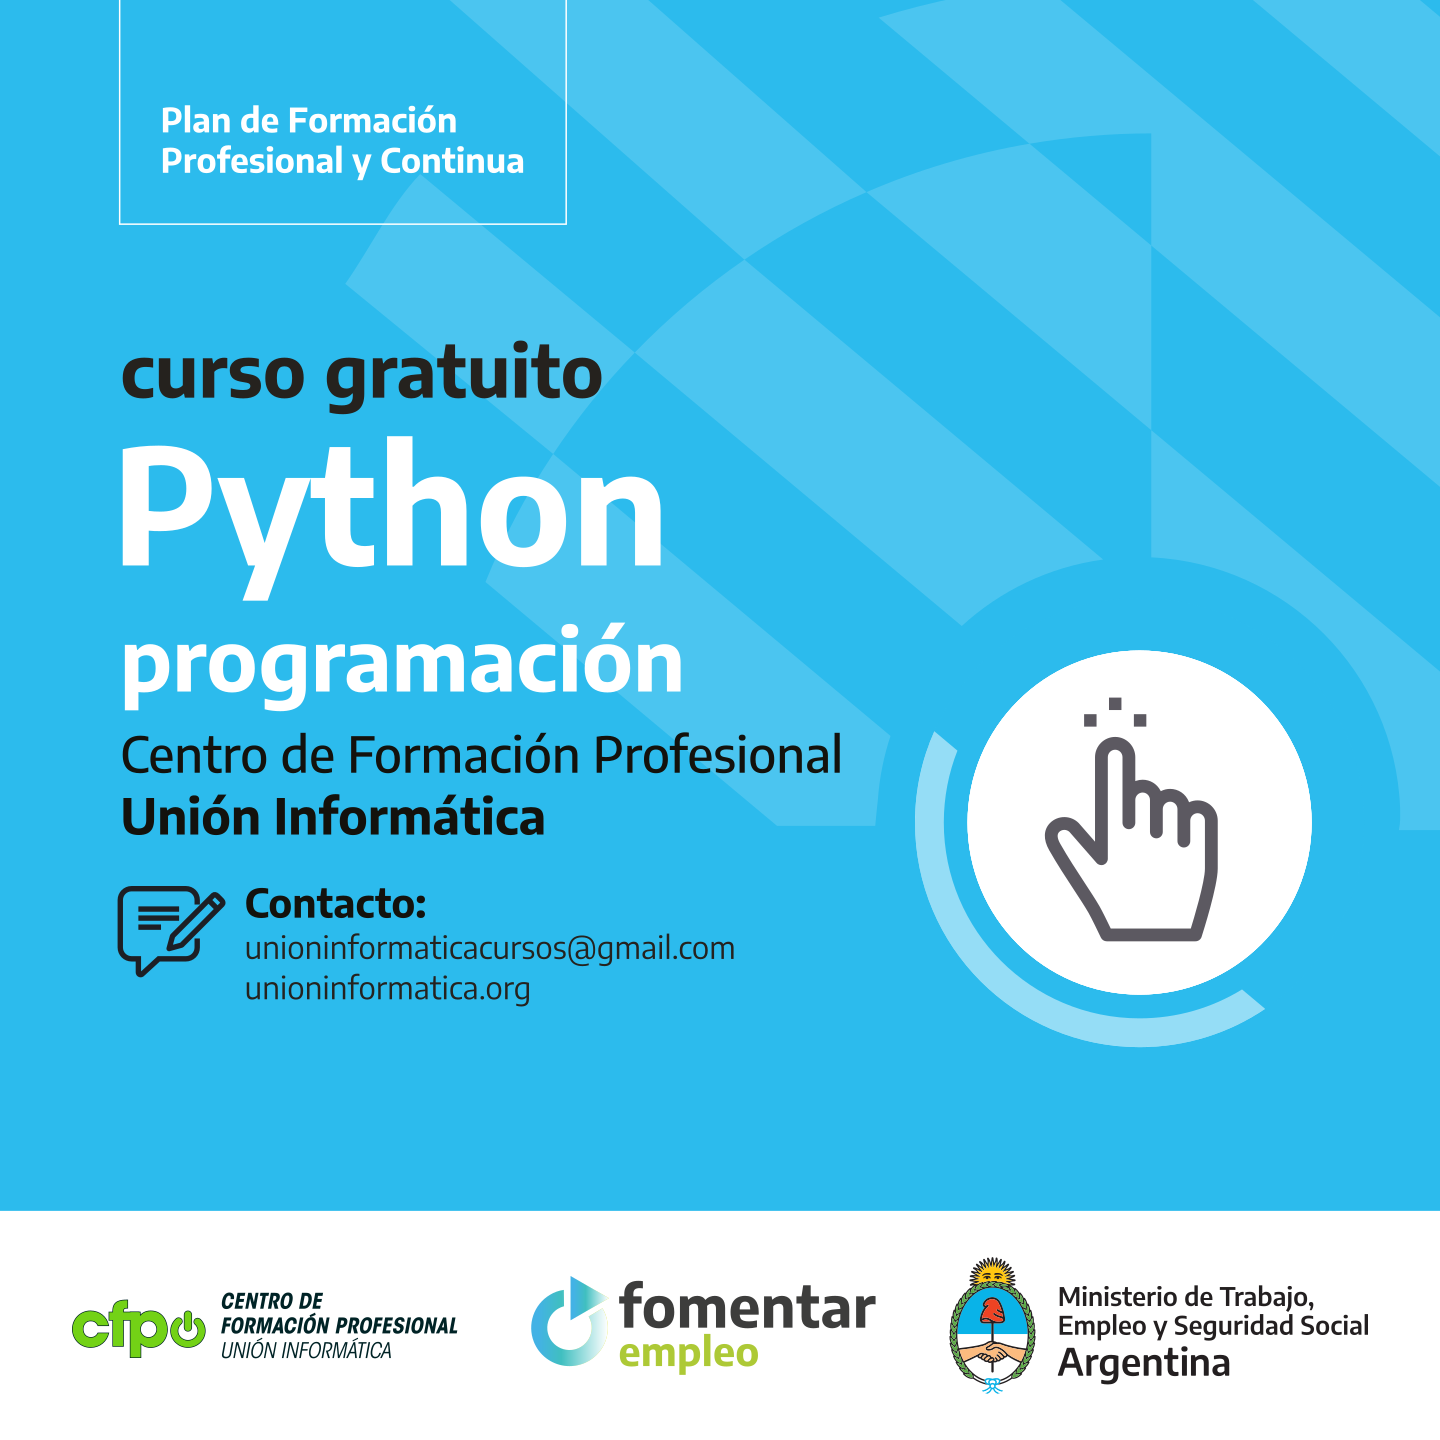 Plan de Formación
Profesional y Continua
curso gratuito
Python
programación
Centro de Formación Profesional
Unión Informática
Contacto:
unioninformaticacursos@gmail.com
unioninformatica.org
cfp
CENTRO DE
FORMACIÓN PROFESIONAL
UNIÓN INFORMÁTICA
fomentar
empleo
Ministerio de Trabajo,
Empleo y Seguridad Social
Argentina